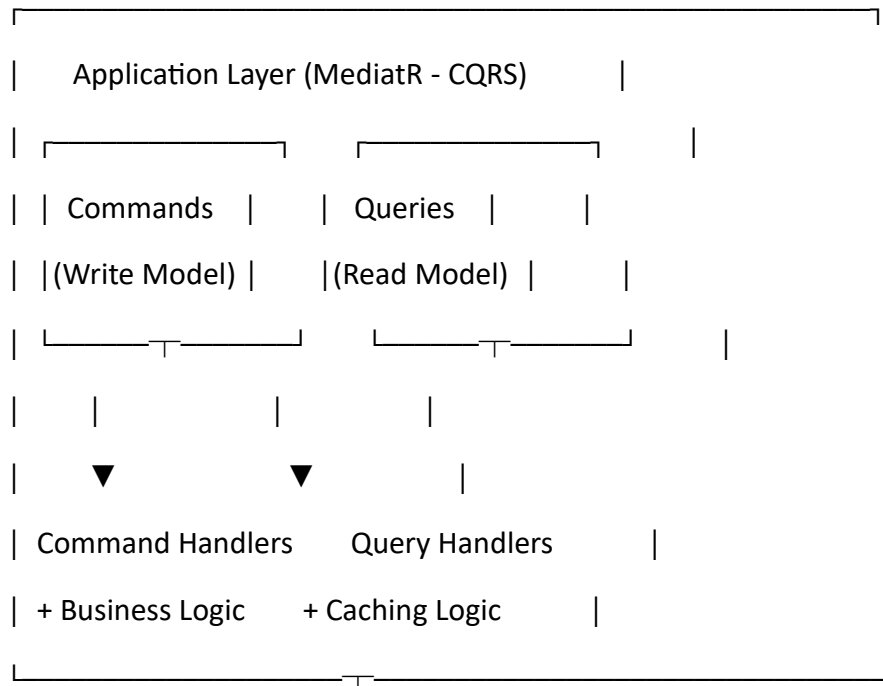 Application Layer (MediatR - CQRS)
Commands Queries
(Write Model) (Read Model)
▼ ▼
Command Handlers Query Handlers
+ Business Logic + Caching Logic